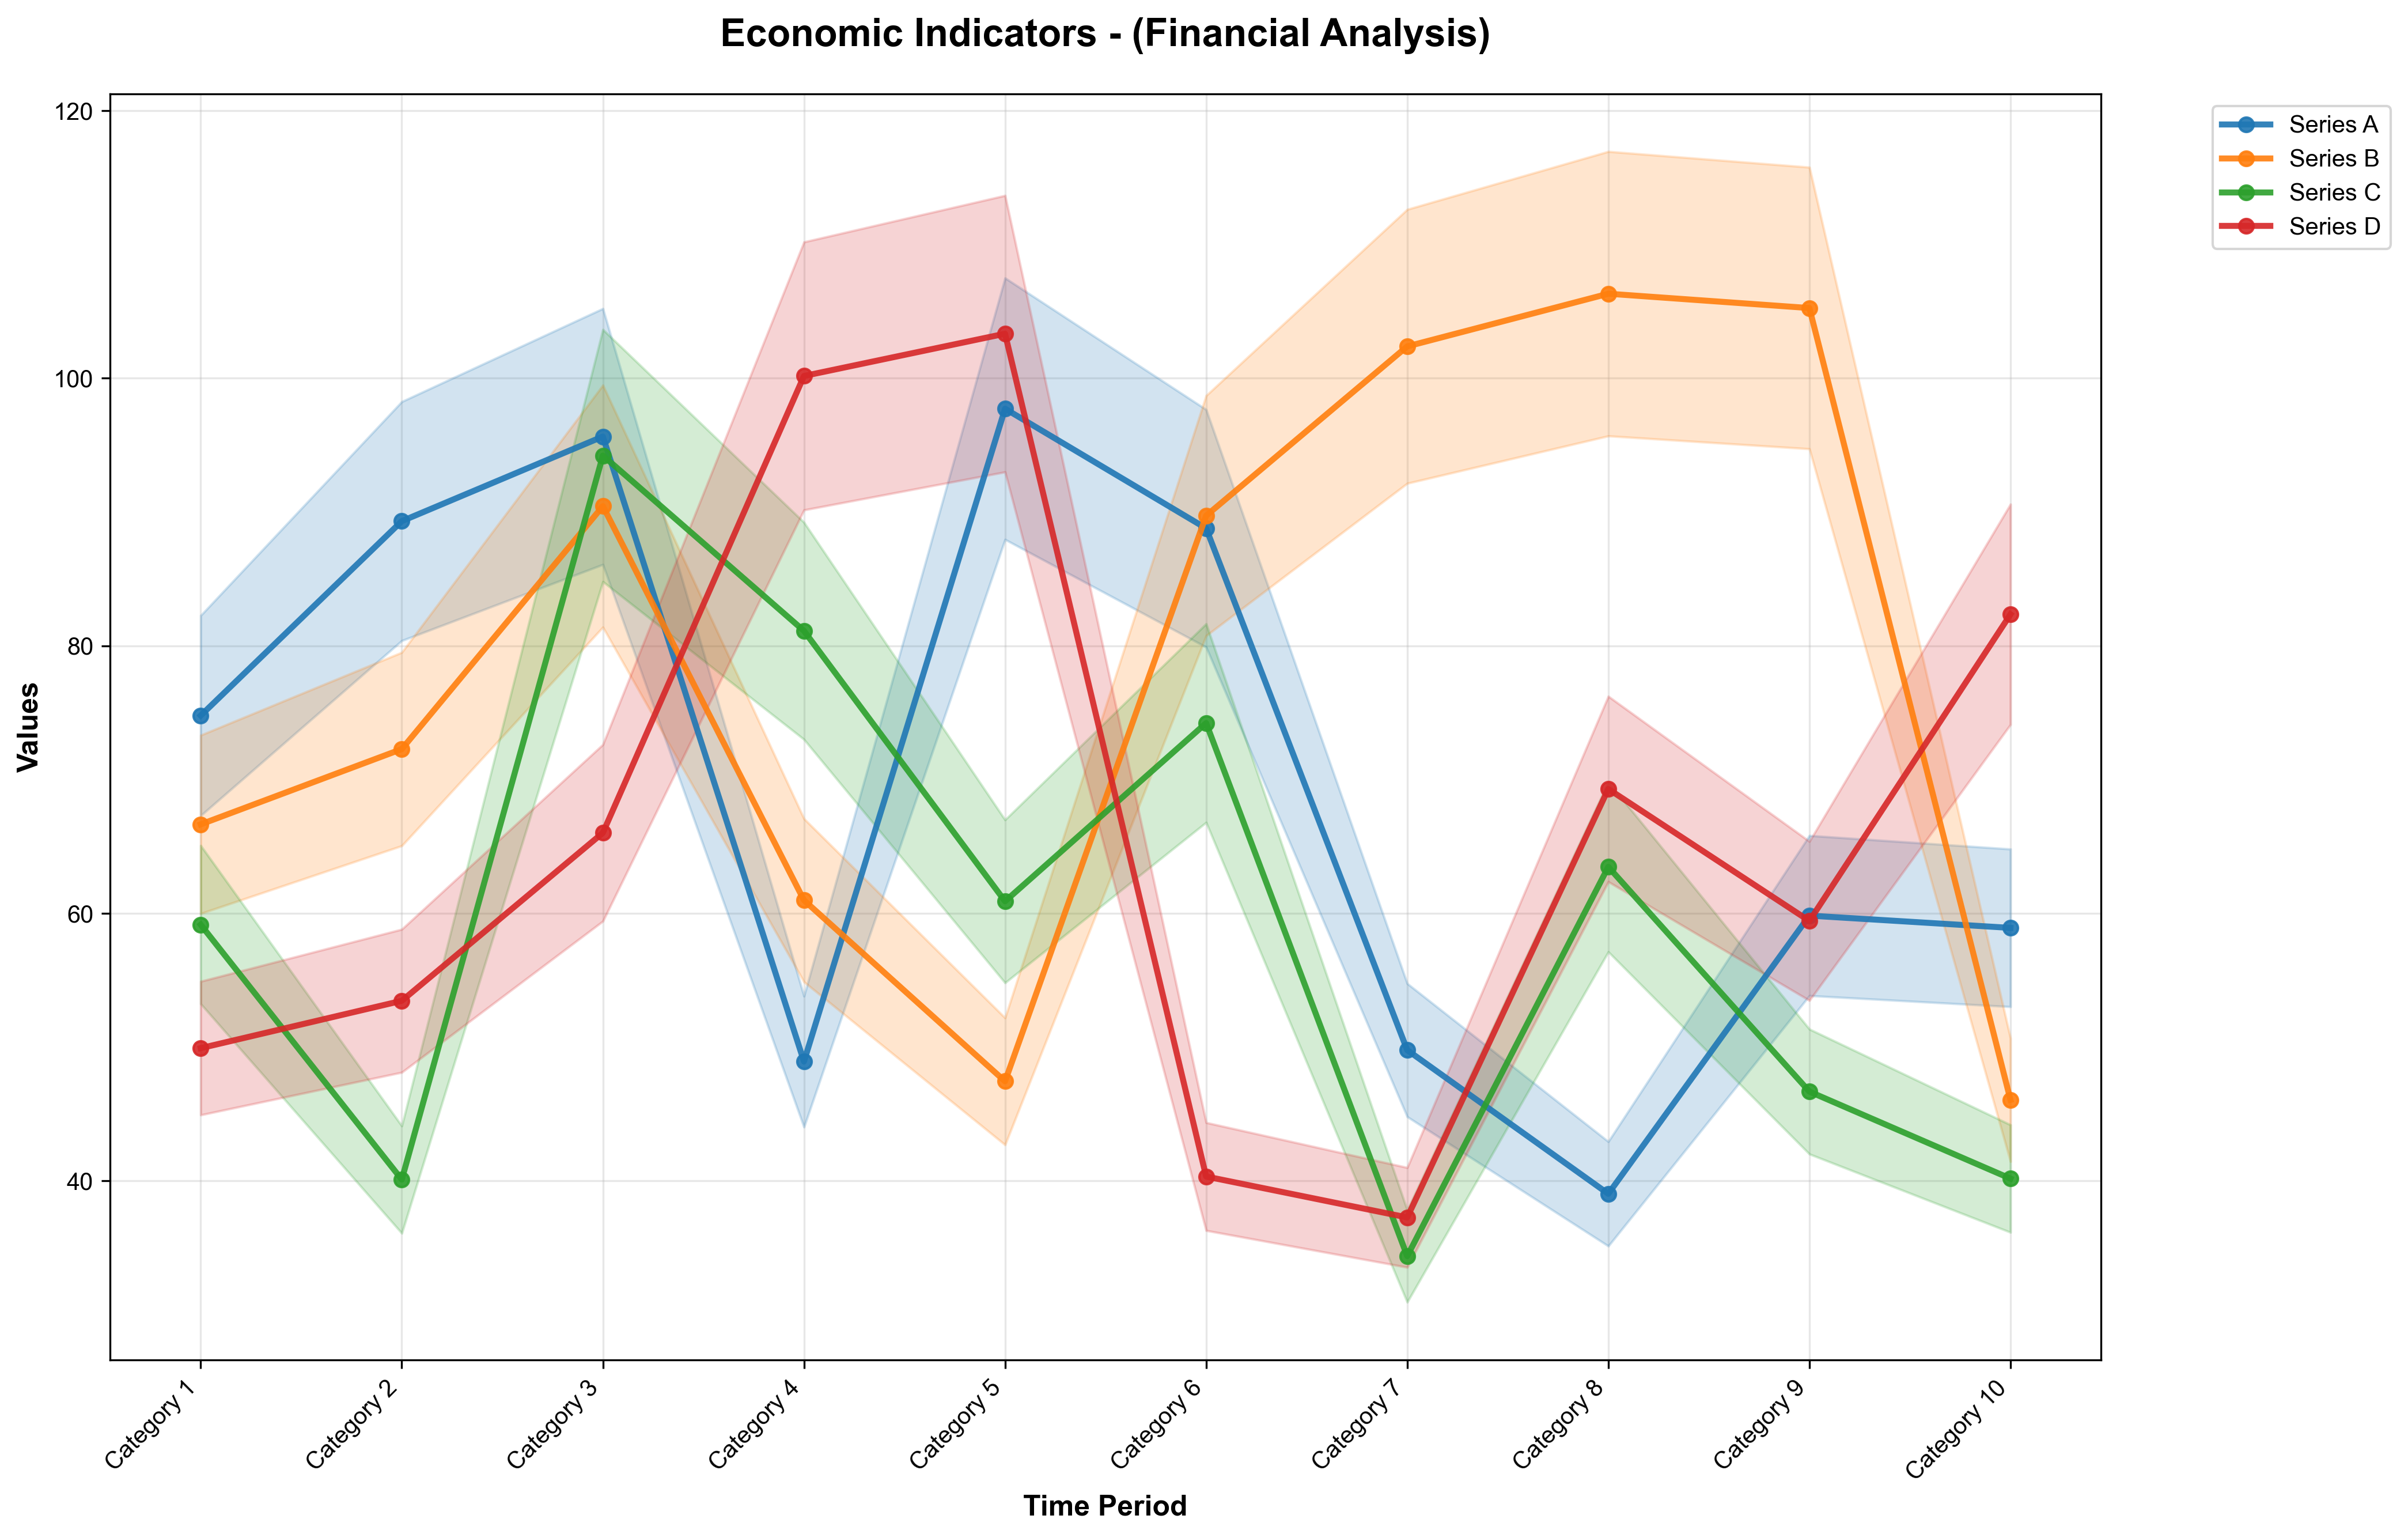 Economic Indicators - (Financial Analysis)
120
100
80
60
40
Values
Category 1
Category 2
Category 3
Category 4
Category 5
Category 6
Category 7
Category 8
Category 9
Category 10
Time Period
Series A
Series B
Series C
Series D